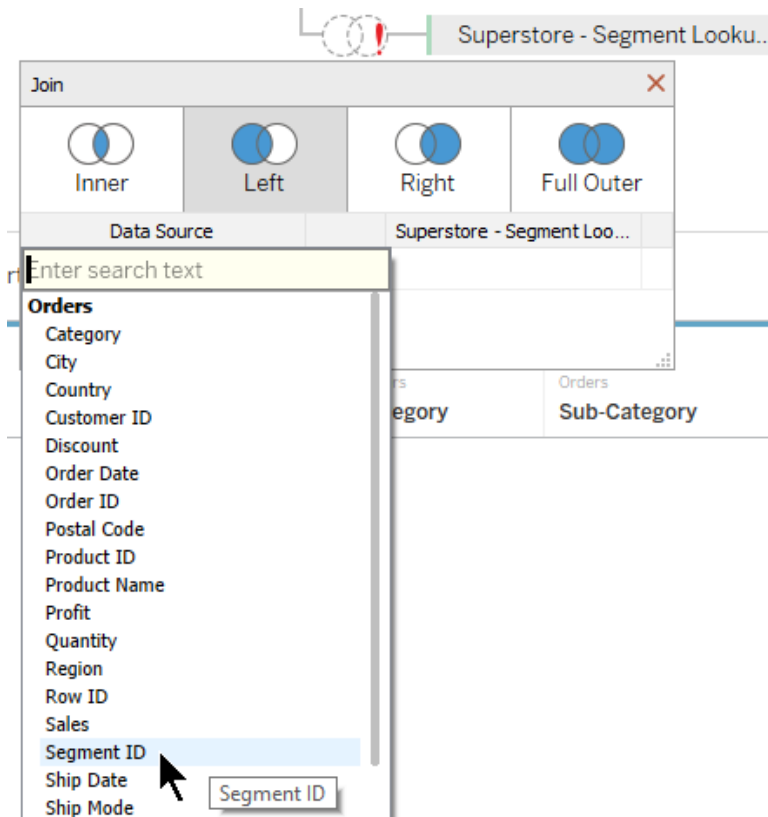 Superstore - Segment Looku...
Join
Inner Left Right Full Outer
Data Source Superstore - Segment Loo...
Enter search text
Orders
Category
City
Country
Customer ID
Discount
Order Date
Order ID
Postal Code
Product ID
Product Name
Profit
Quantity
Region
Row ID
Sales
Segment ID
Ship Date
Segment ID
Ship Mode
Orders
egory Sub-Category